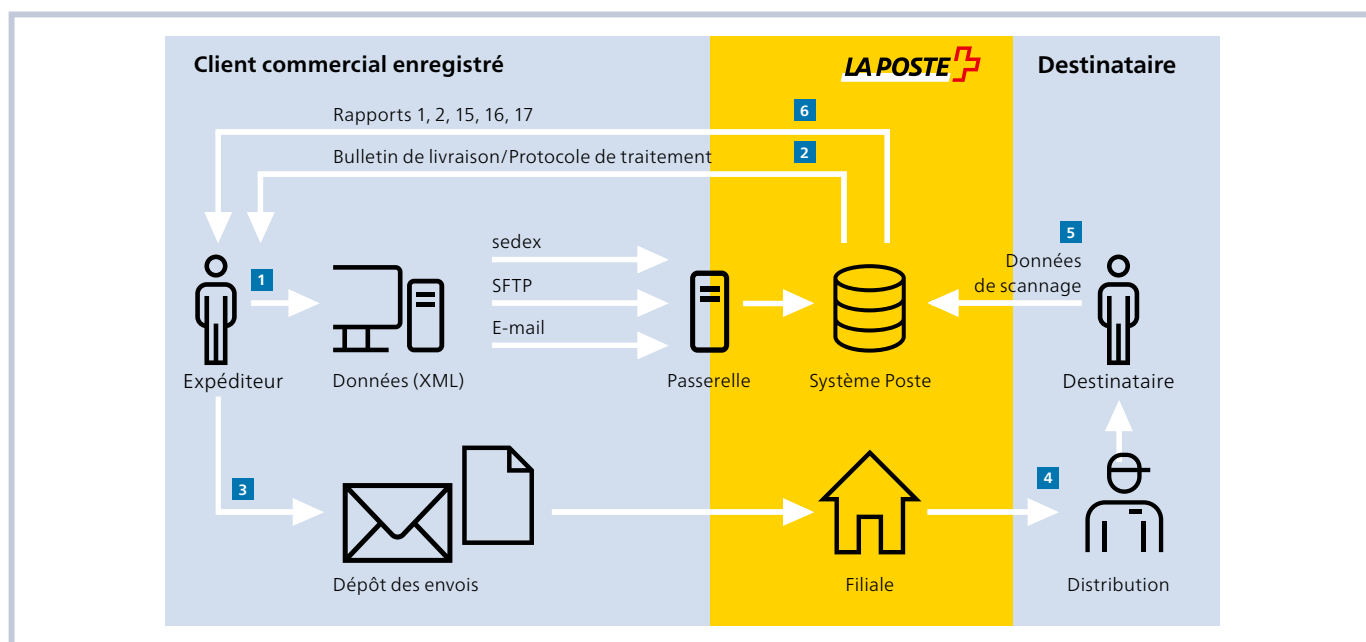 Client commercial enregistré
LA POSTE
Destinataire
Rapports 1, 2, 15, 16, 17
6
Bulletin de livraison/Protocole de traitement
2
1
sedex
SFTP
E-mail
5
Données
de scannage
Expéditeur
Données (XML)
Passerelle
Système Poste
Destinataire
3
4
Dépôt des envois
Filiale
Distribution